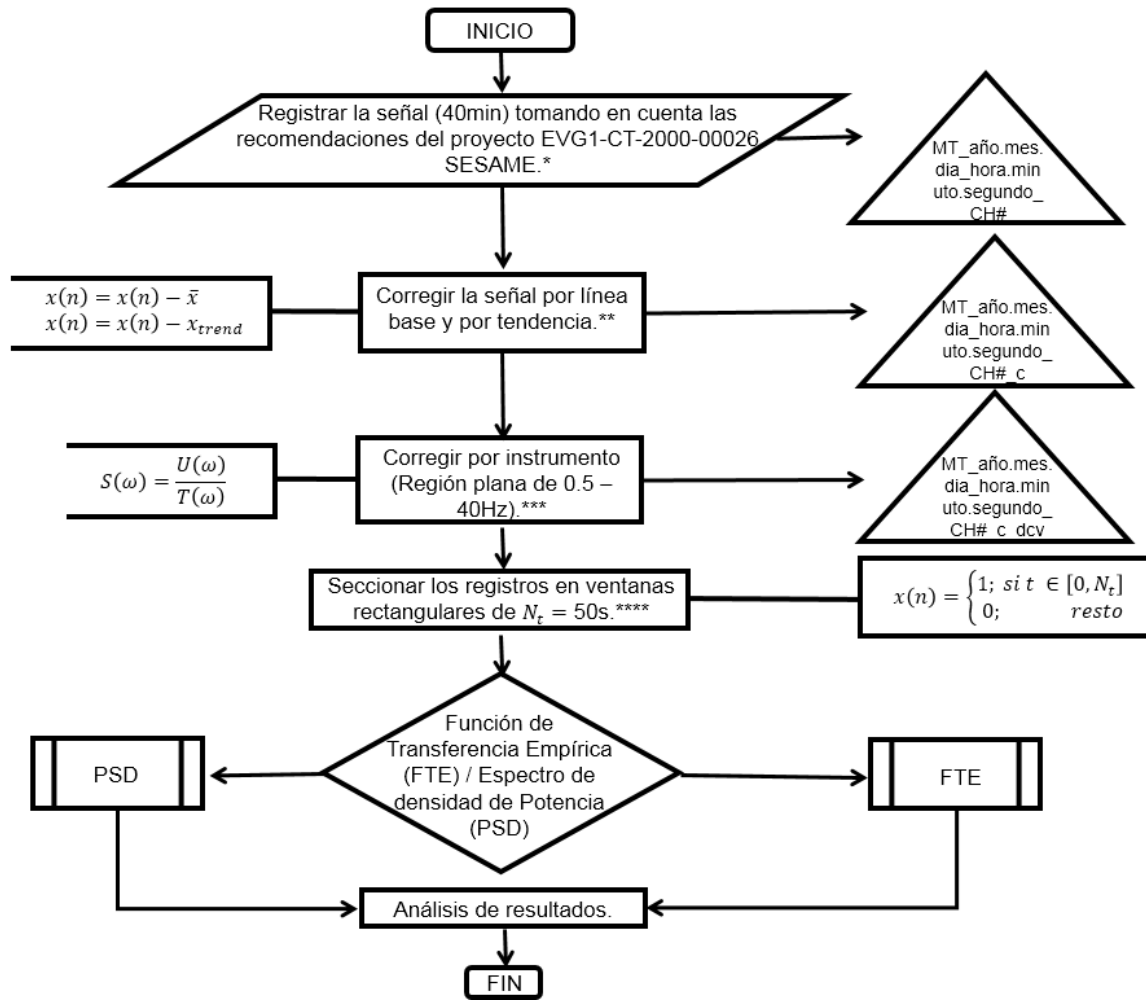 INICIO
Registrar la señal (40min) tomando en cuenta las
recomendaciones del proyecto EVG1-CT-2000-00026
SESAME.*
MT_año.mes.
dia_hora.min
uto.segundo_
CH#
x(n) = x(n) − x̄
x(n) = x(n) − x_{trend}
Corregir la señal por línea
base y por tendencia.**
MT_año.mes.
dia_hora.min
uto.segundo_
CH#_c
S(ω) = U(ω)/T(ω)
Corregir por instrumento
(Región plana de 0.5 –
40Hz).***
MT_año.mes.
dia_hora.min
uto.segundo_
CH#_c_dcv
Seccionar los registros en ventanas
rectangulares de N_t = 50s.****
x(n) = {1; si t ∈ [0, N_t]
0; resto
Función de
Transferencia Empírica
(FTE) / Espectro de
densidad de Potencia
(PSD)
PSD
FTE
Análisis de resultados.
FIN